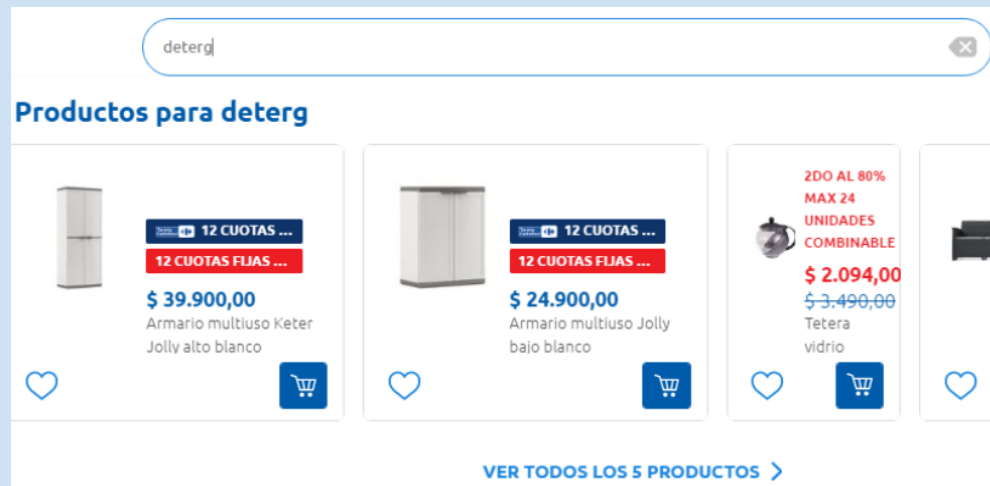 deterg
Productos para deterg
12 CUOTAS ...
12 CUOTAS FIJAS ...
$ 39.900,00
Armario multiuso Keter
Jolly alto blanco
12 CUOTAS ...
12 CUOTAS FIJAS ...
$ 24.900,00
Armario multiuso Jolly
bajo blanco
2DO AL 80%
MAX 24
UNIDADES
COMBINABLE
$ 2.094,00
$ 3.490,00
Tetera
vidrio
VER TODOS LOS 5 PRODUCTOS